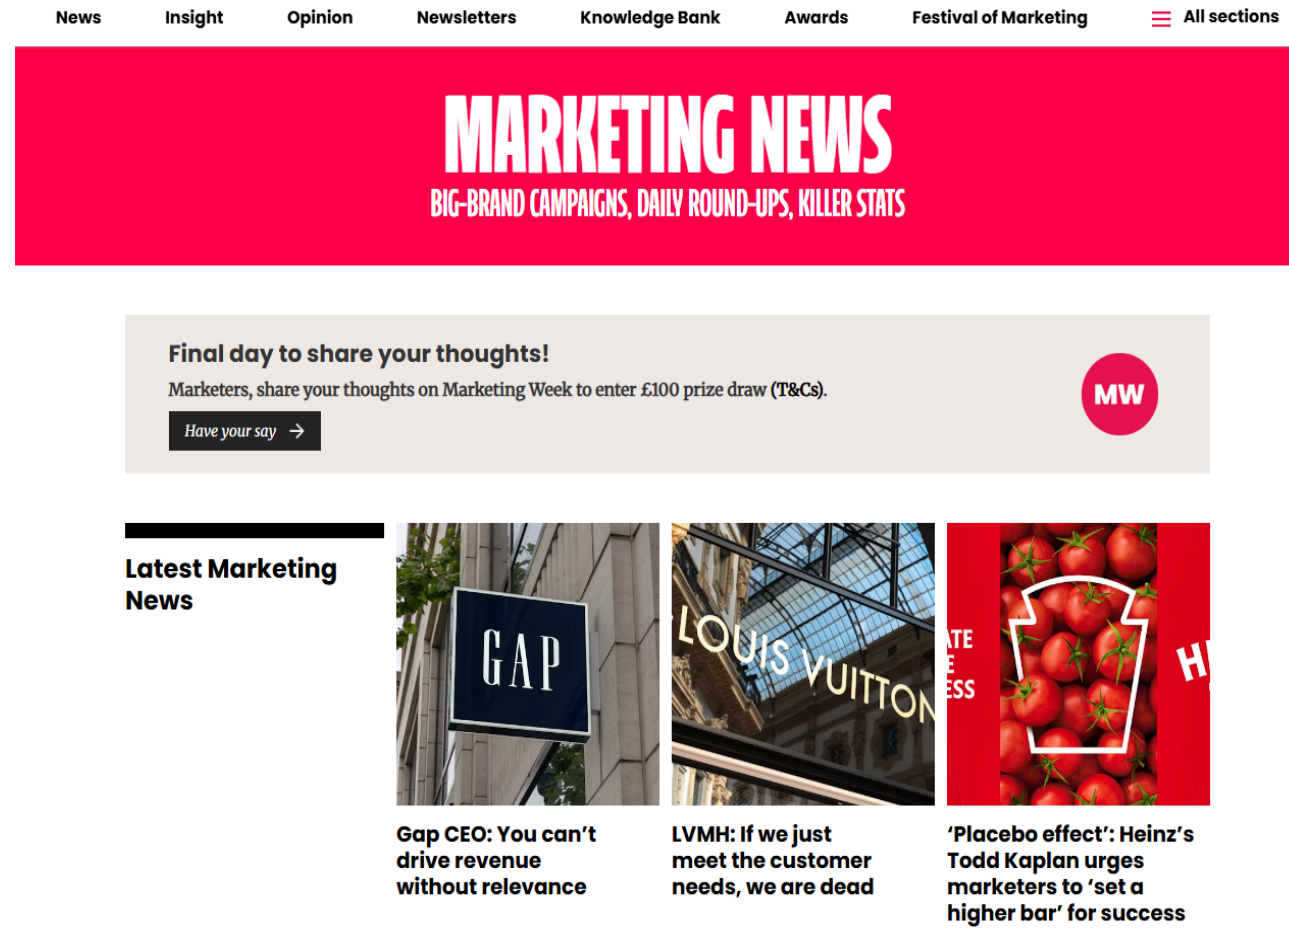 News Insight Opinion Newsletters Knowledge Bank Awards Festival of Marketing All sections
MARKETING NEWS
BIG-BRAND CAMPAIGNS, DAILY ROUND-UPS, KILLER STATS
Final day to share your thoughts!
Marketers, share your thoughts on Marketing Week to enter £100 prize draw (T&Cs).
Have your say
MW
Latest Marketing
News
GAP
LOUIS VUITTON
Gap CEO: You can’t
drive revenue
without relevance
LVMH: If we just
meet the customer
needs, we are dead
‘Placebo effect’: Heinz’s
Todd Kaplan urges
marketers to ‘set a
higher bar’ for success